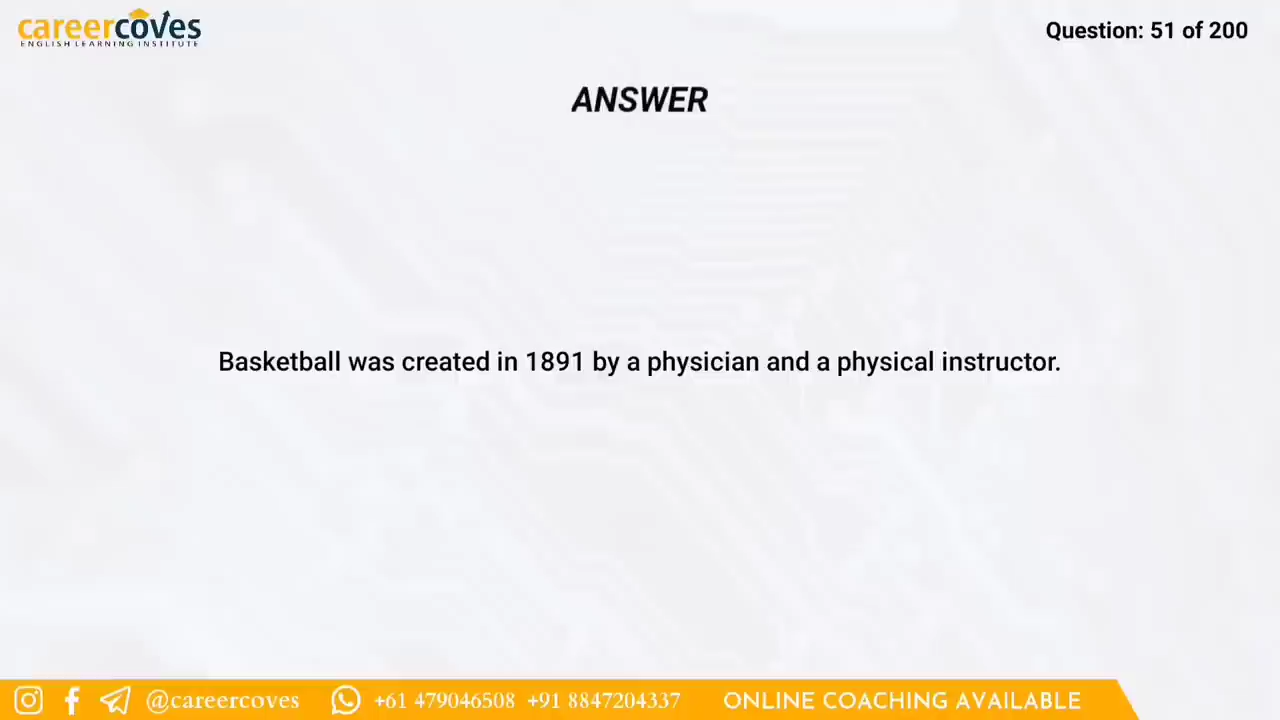 careercoves
ENGLISH LEARNING INSTITUTE
Question: 51 of 200
ANSWER
Basketball was created in 1891 by a physician and a physical instructor.
@careercoves +61 479046508 +91 8847204337 ONLINE COACHING AVAILABLE